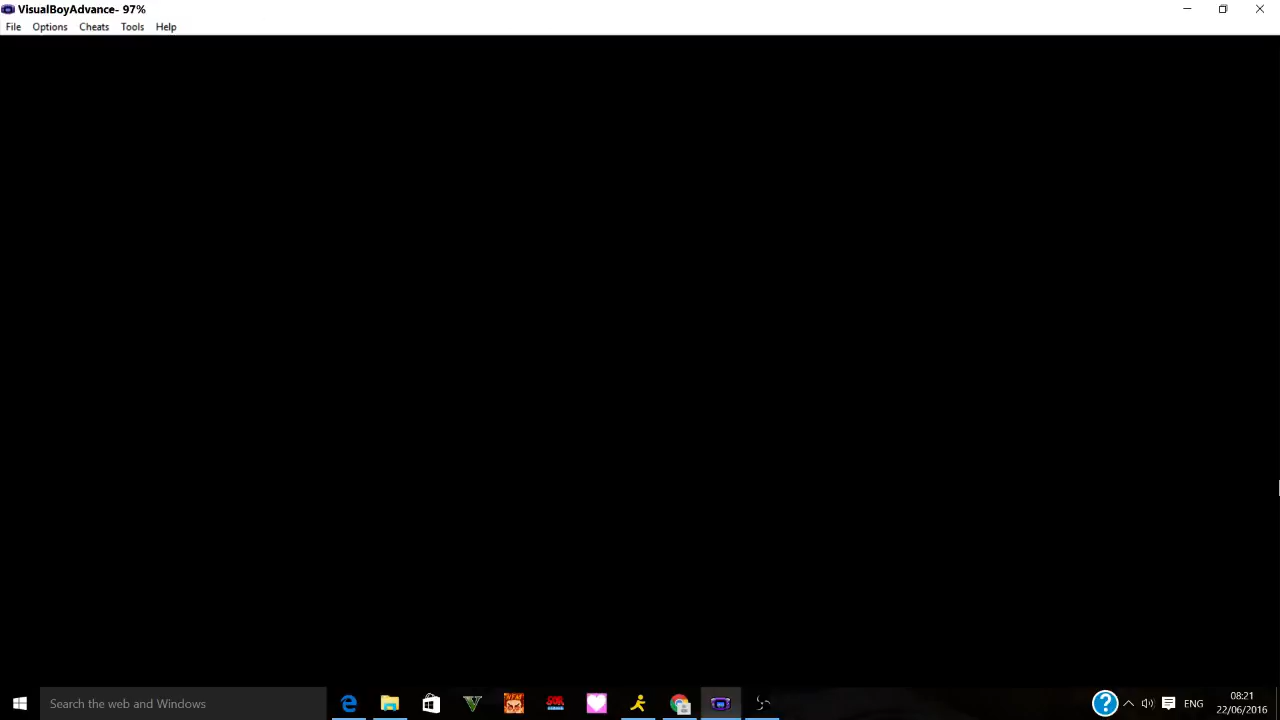 VisualBoyAdvance- 97%
File Options Cheats Tools Help
Search the web and Windows
ENG
08:21
22/06/2016